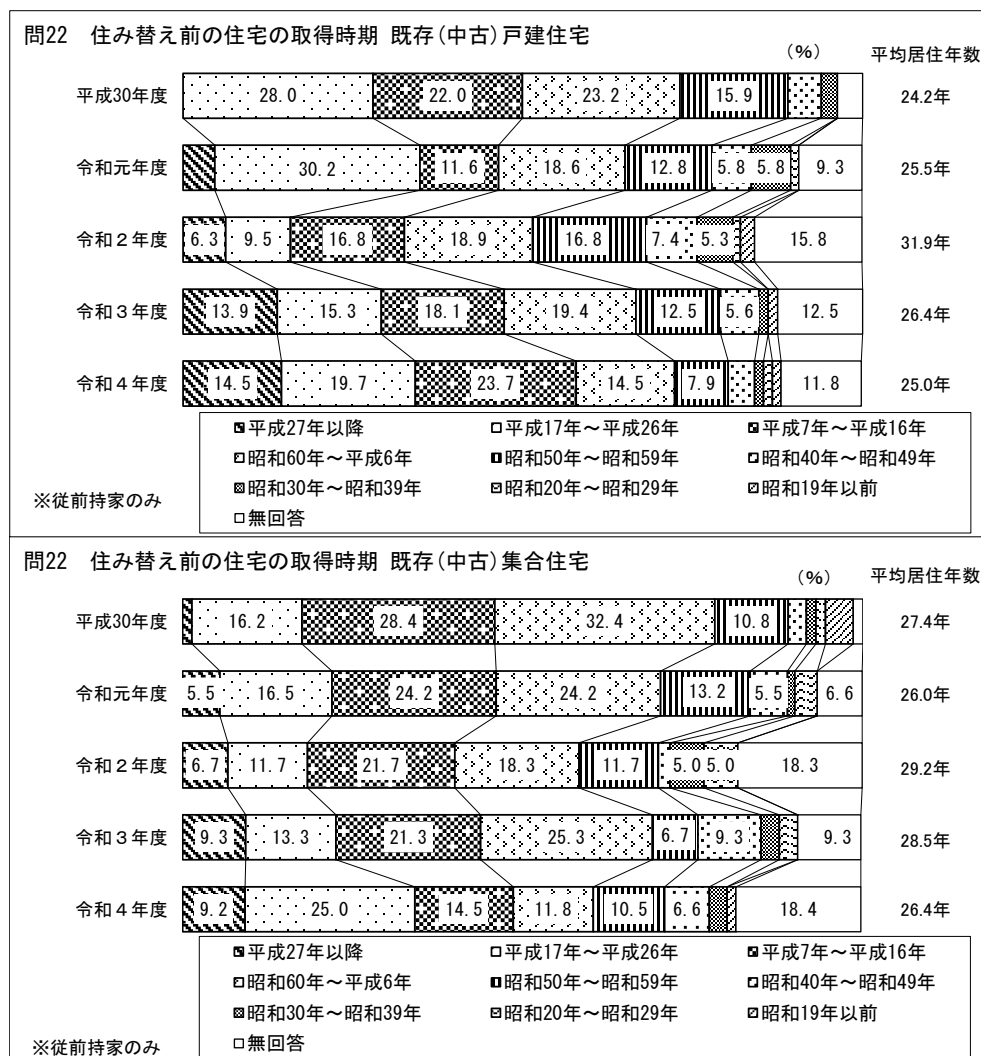 問22 住み替え前の住宅の取得時期 既存(中古)戸建住宅
(%) 平均居住年数
平成30年度 28.0 22.0 23.2 15.9 24.2年
令和元年度 30.2 11.6 18.6 12.8 5.8 5.8 9.3 25.5年
令和2年度 6.3 9.5 16.8 18.9 16.8 7.4 5.3 15.8 31.9年
令和3年度 13.9 15.3 18.1 19.4 12.5 5.6 12.5 26.4年
令和4年度 14.5 19.7 23.7 14.5 7.9 11.8 25.0年
平成27年以降 平成17年~平成26年 平成7年~平成16年
昭和60年~平成6年 昭和50年~昭和59年 昭和40年~昭和49年
昭和30年~昭和39年 昭和20年~昭和29年 昭和19年以前
無回答
※従前持家のみ
問22 住み替え前の住宅の取得時期 既存(中古)集合住宅
(%) 平均居住年数
平成30年度 16.2 28.4 32.4 10.8 27.4年
令和元年度 5.5 16.5 24.2 24.2 13.2 5.5 6.6 26.0年
令和2年度 6.7 11.7 21.7 18.3 11.7 5.0 5.0 18.3 29.2年
令和3年度 9.3 13.3 21.3 25.3 6.7 9.3 9.3 28.5年
令和4年度 9.2 25.0 14.5 11.8 10.5 6.6 18.4 26.4年
平成27年以降 平成17年~平成26年 平成7年~平成16年
昭和60年~平成6年 昭和50年~昭和59年 昭和40年~昭和49年
昭和30年~昭和39年 昭和20年~昭和29年 昭和19年以前
無回答
※従前持家のみ